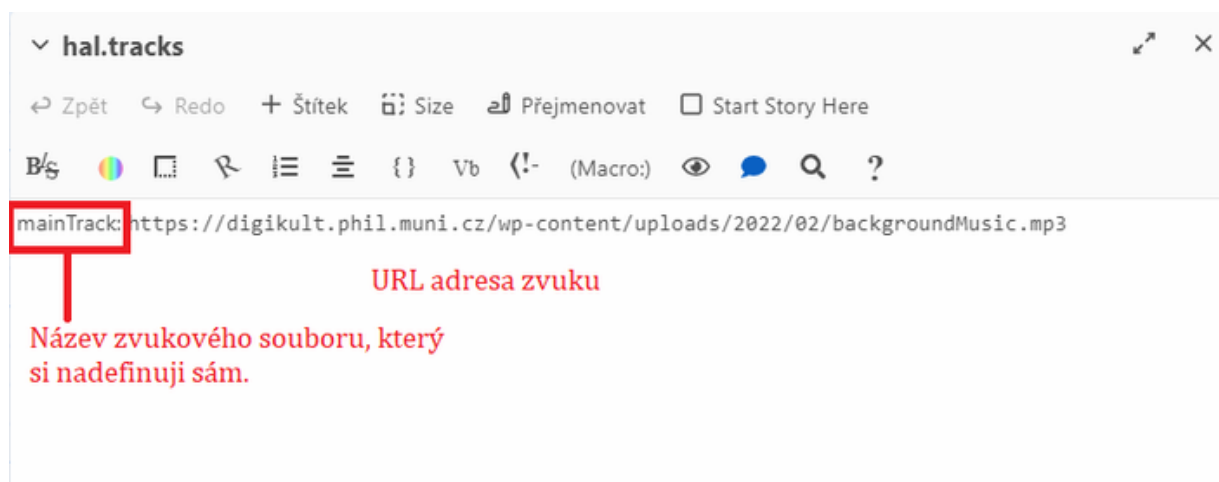 hal.tracks
Zpět Redo + Štítek Size Přejmenovat Start Story Here
B/S { } Vb (!- (Macro:) ?
mainTrack: https://digikult.phil.muni.cz/wp-content/uploads/2022/02/backgroundMusic.mp3
URL adresa zvuku
Název zvukového souboru, který
si nadefinuji sám.